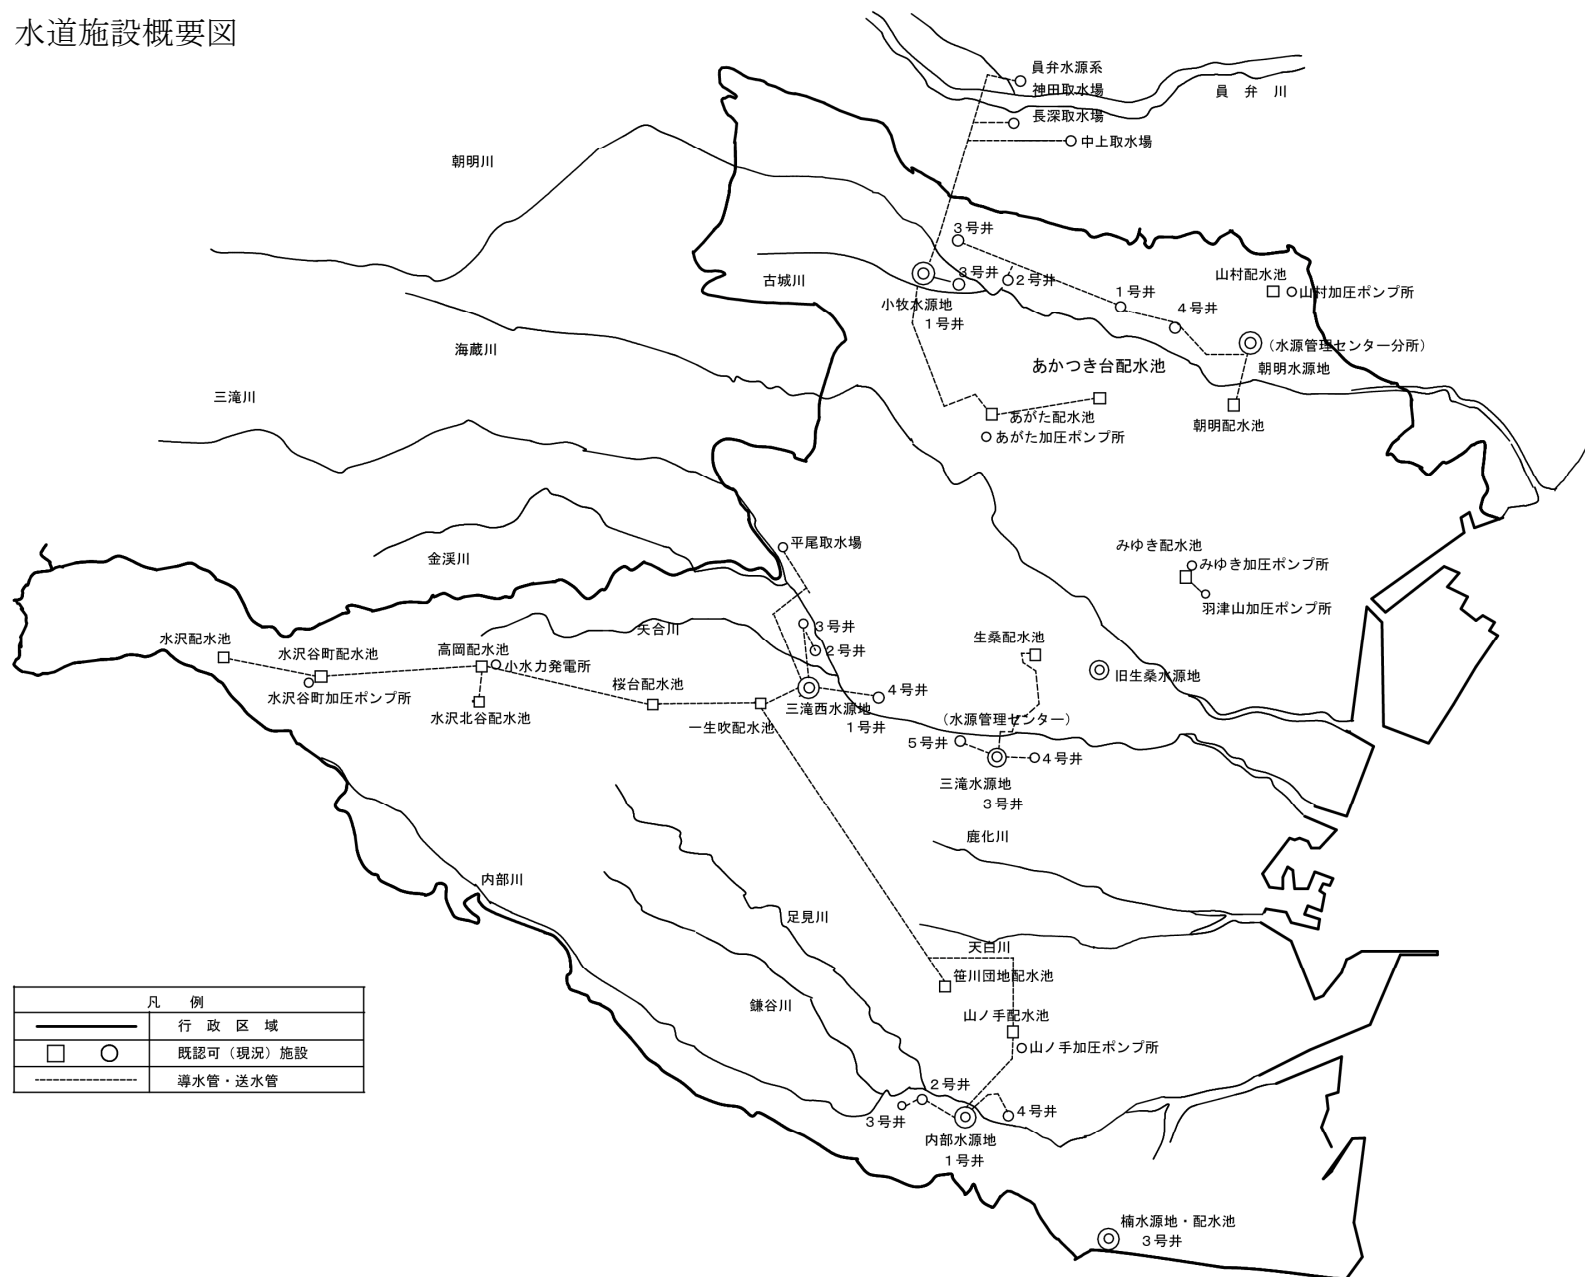 水道施設概要図
員弁水源系
神田取水場
員弁川
長深取水場
中上取水場
朝明川
3号井
古城川
3号井
2号井
山村配水池
山村加圧ポンプ所
小牧水源地
1号井
1号井
4号井
海蔵川
(水源管理センター分所)
朝明水源地
あかつき台配水池
三滝川
あがた配水池
あがた加圧ポンプ所
朝明配水池
平尾取水場
みゆき配水池
みゆき加圧ポンプ所
羽津山加圧ポンプ所
金渓川
矢合川
3号井
2号井
生桑配水池
水沢配水池
水沢谷町配水池
高岡配水池
小水力発電所
旧生桑水源地
水沢谷町加圧ポンプ所
水沢北谷配水池
桜台配水池
4号井
一生吹配水池
三滝西水源地
1号井
(水源管理センター)
5号井
4号井
三滝水源地
3号井
鹿化川
内部川
足見川
天白川
笹川団地配水池
鎌谷川
山ノ手配水池
山ノ手加圧ポンプ所
2号井
3号井
4号井
内部水源地
1号井
楠水源地・配水池
3号井
凡例
行政区域
既認可(現況)施設
導水管・送水管